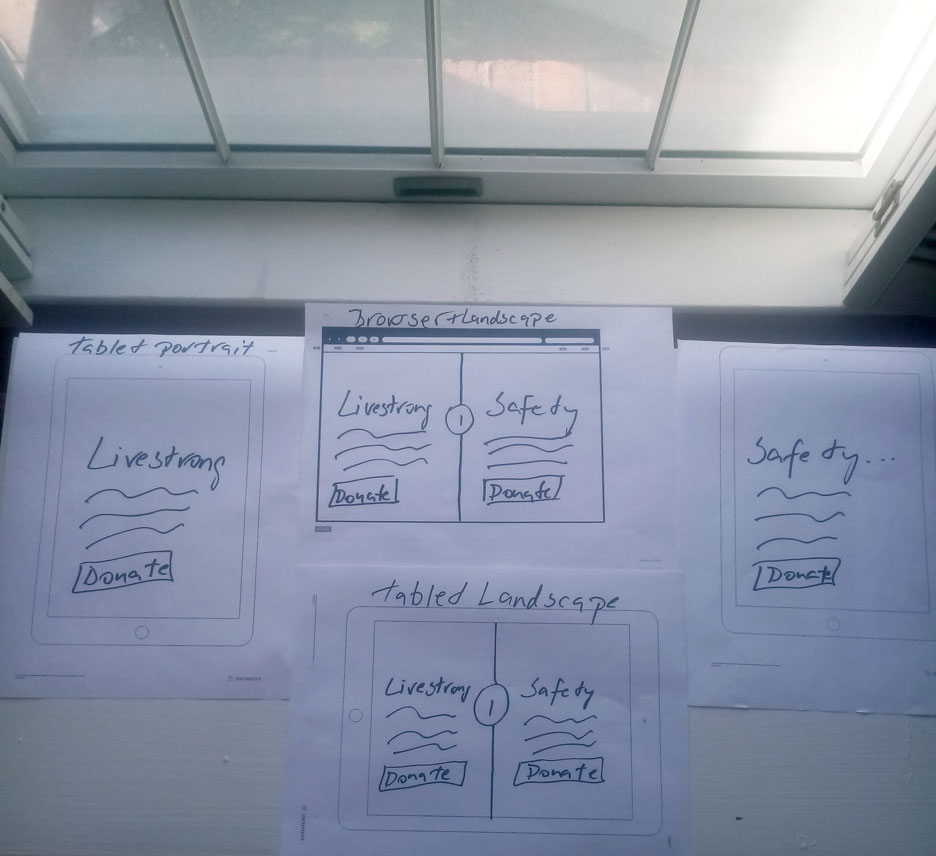 Tabled portrait
Livestrong
Donate
Browser+Landscape
Livestrong
1
Safety
Donate
Donate
Safety...
Donate
Tabled Landscape
Livestrong
1
Safety
Donate
Donate